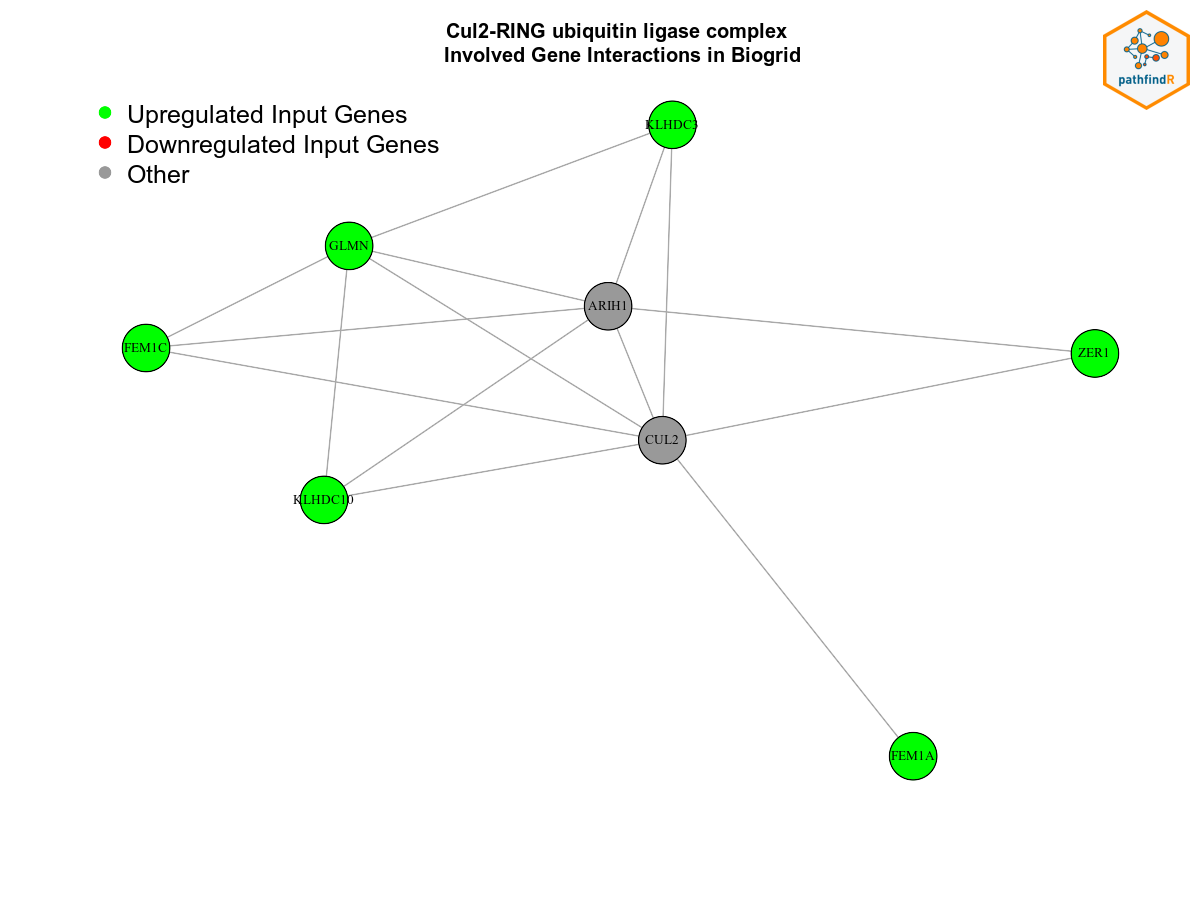 Cul2-RING ubiquitin ligase complex
Involved Gene Interactions in Biogrid
pathfindR
Upregulated Input Genes
Downregulated Input Genes
Other
KLHDC3
GLMN
ARIH1
FEM1C
ZER1
CUL2
KLHDC10
FEM1A